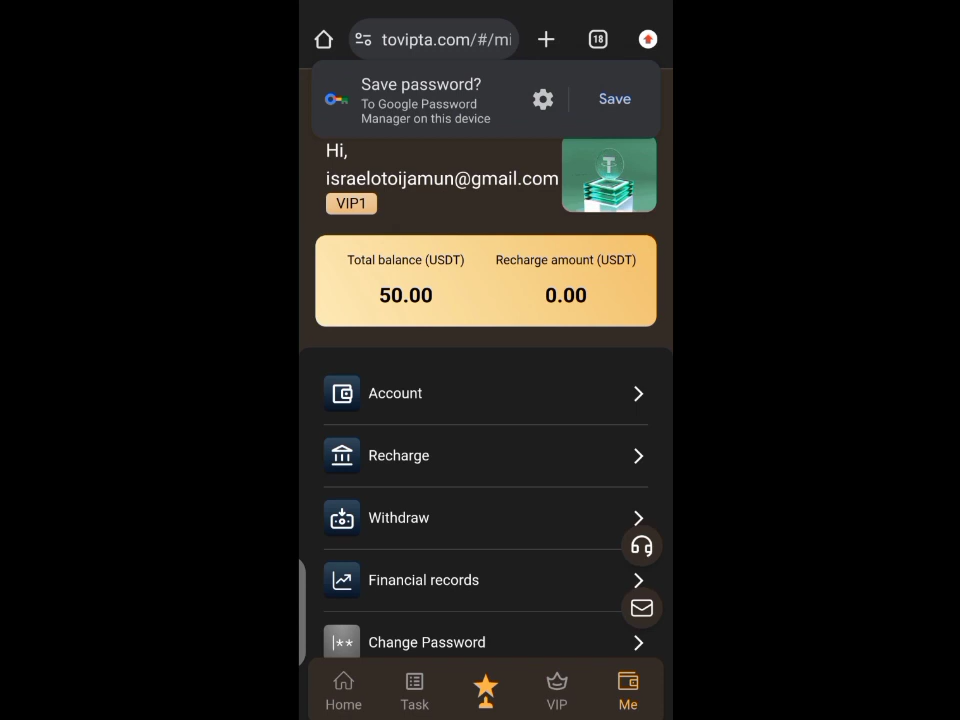 tovipta.com/#/mi
18
Save password?
To Google Password
Manager on this device
Save
Hi,
israelotoijamun@gmail.com
VIP1
Total balance (USDT) Recharge amount (USDT)
50.00 0.00
Account
Recharge
Withdraw
Financial records
Change Password
Home Task VIP Me